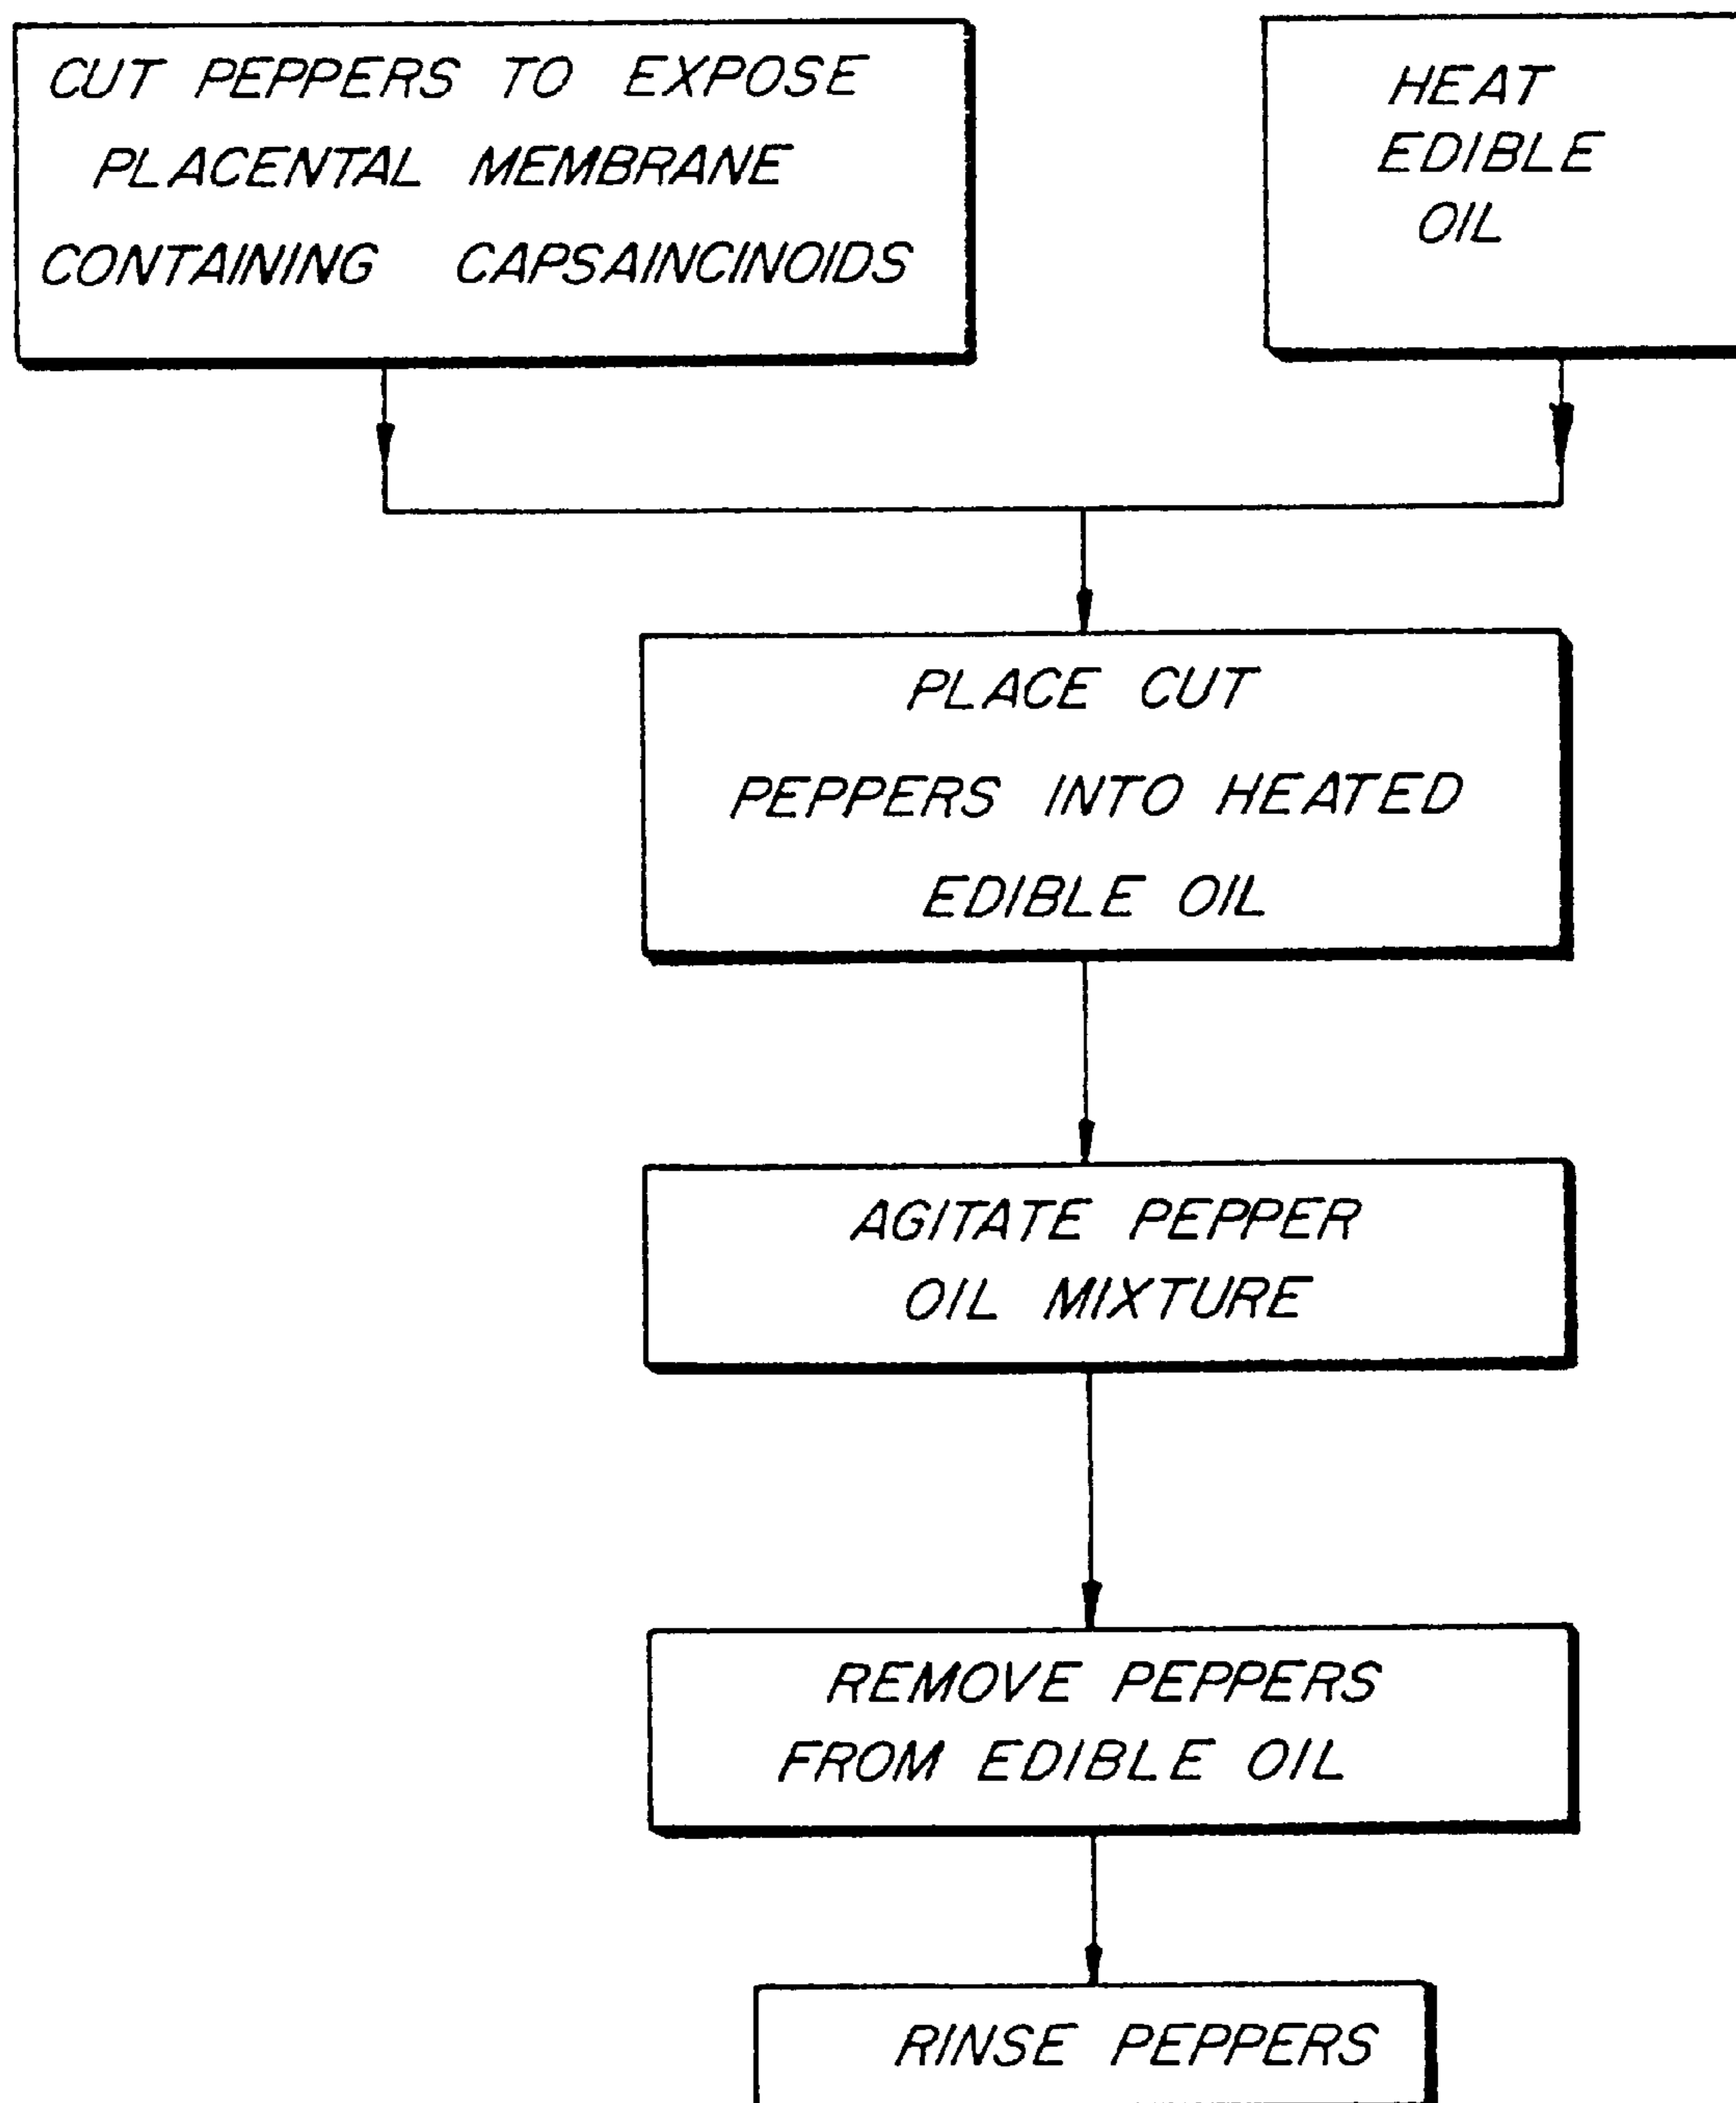 CUT PEPPERS TO EXPOSE
PLACENTAL MEMBRANE
CONTAINING CAPSAINCINOIDS
HEAT
EDIBLE
OIL
PLACE CUT
PEPPERS INTO HEATED
EDIBLE OIL
AGITATE PEPPER
OIL MIXTURE
REMOVE PEPPERS
FROM EDIBLE OIL
RINSE PEPPERS